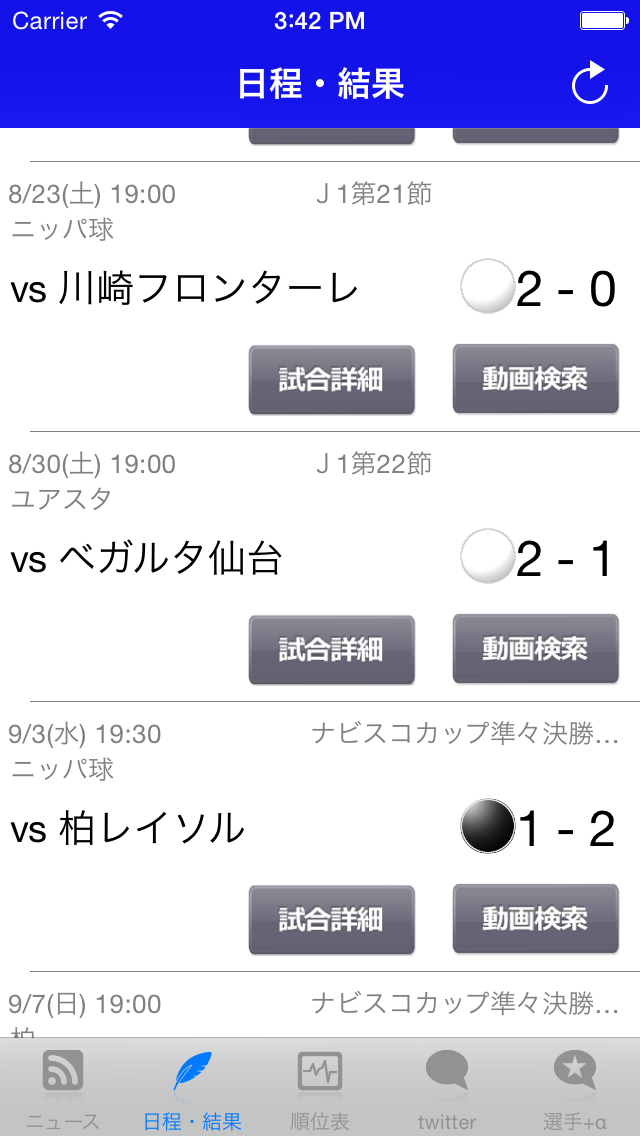 Carrier 3:42 PM
日程・結果
8/23(土) 19:00 J1第21節
ニッパ球
vs 川崎フロンターレ 2 - 0
試合詳細 動画検索
8/30(土) 19:00 J1第22節
ユアスタ
vs ベガルタ仙台 2 - 1
試合詳細 動画検索
9/3(水) 19:30 ナビスコカップ準々決勝…
ニッパ球
vs 柏レイソル 1 - 2
試合詳細 動画検索
9/7(日) 19:00 ナビスコカップ準々決勝…
柏
ニュース 日程・結果 順位表 twitter 選手+α